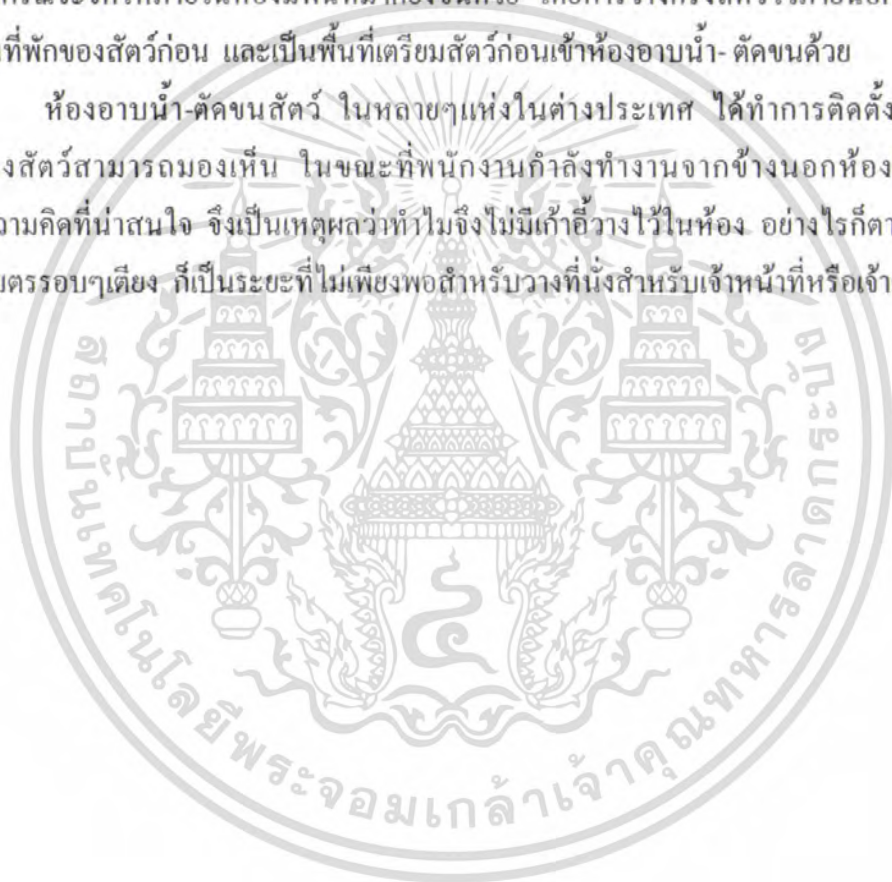 ที่พักของสัตว์ก่อน และเป็นพื้นที่เตรียมสัตว์ก่อนเข้าห้องอาบน้ำ- ตัดขนด้วย
ห้องอาบน้ำ-ตัดขนสัตว์ ในหลายๆแห่งในต่างประเทศ ได้ทำการติดตั้ง
งสัตว์สามารถมองเห็น ในขณะที่พนักงานกำลังทำงานจากข้างนอกห้อง
วามคิดที่น่าสนใจ จึงเป็นเหตุผลว่าทำไมจึงไม่มีเก้าอี้วางไว้ในห้อง อย่างไรก็ตา
มตรรอบๆเตียง ก็เป็นระยะที่ไม่เพียงพอสำหรับวางที่นั่งสำหรับเจ้าหน้าที่หรือเจ้า
สถาบันเทคโนโลยีพระจอมเกล้าเจ้าคุณทหารลาดกระบัง
๔